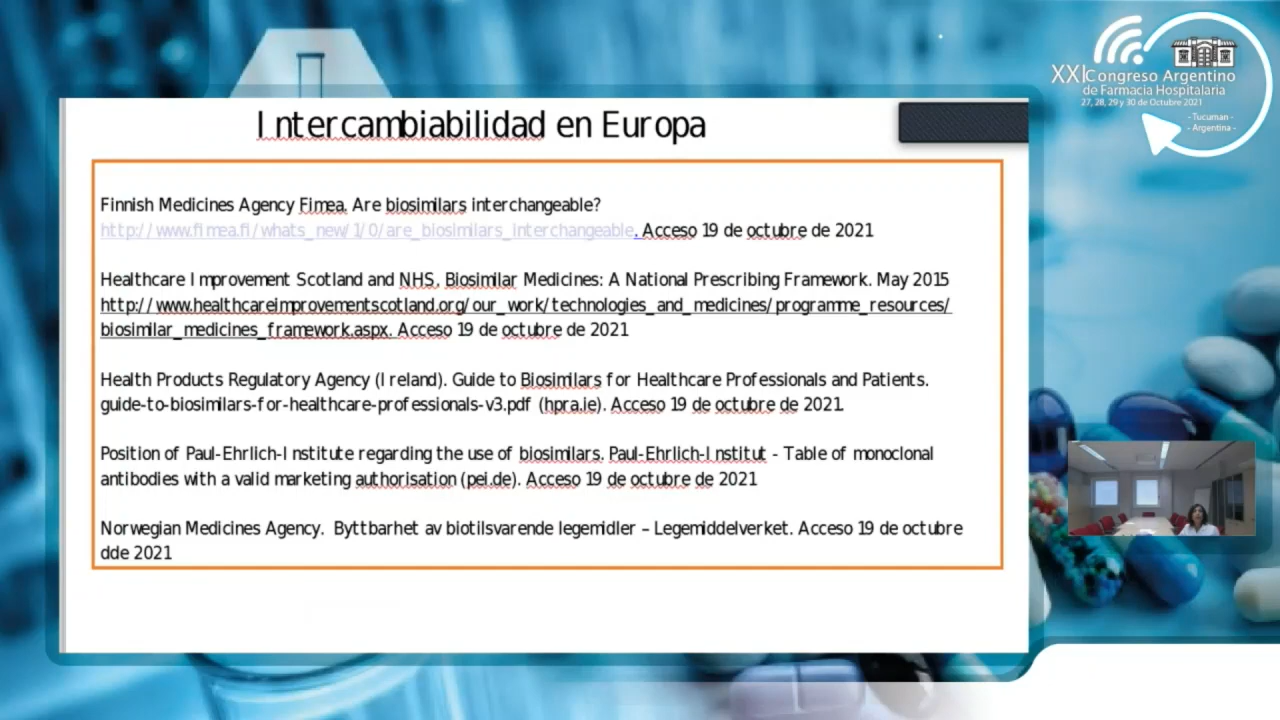 XXI Congreso Argentino
de Farmacia Hospitalaria
27, 28, 29 y 30 de Octubre 2021
- Tucuman -
- Argentina -
Intercambiabilidad en Europa
Finnish Medicines Agency Fimea. Are biosimilars interchangeable?
http://www.fimea.fi/whats_new/1/0/are_biosimilars_interchangeable. Acceso 19 de octubre de 2021
Healthcare Improvement Scotland and NHS, Biosimilar Medicines: A National Prescribing Framework. May 2015
http://www.healthcareimprovementscotland.org/our_work/technologies_and_medicines/programme_resources/
biosimilar_medicines_framework.aspx. Acceso 19 de octubre de 2021
Health Products Regulatory Agency (Ireland). Guide to Biosimilars for Healthcare Professionals and Patients.
guide-to-biosimilars-for-healthcare-professionals-v3.pdf (hpra.ie). Acceso 19 de octubre de 2021.
Position of Paul-Ehrlich-Institute regarding the use of biosimilars. Paul-Ehrlich-Institut - Table of monoclonal
antibodies with a valid marketing authorisation (pei.de). Acceso 19 de octubre de 2021
Norwegian Medicines Agency. Byttbarhet av biotilsvarende legemidler – Legemiddelverket. Acceso 19 de octubre
dde 2021